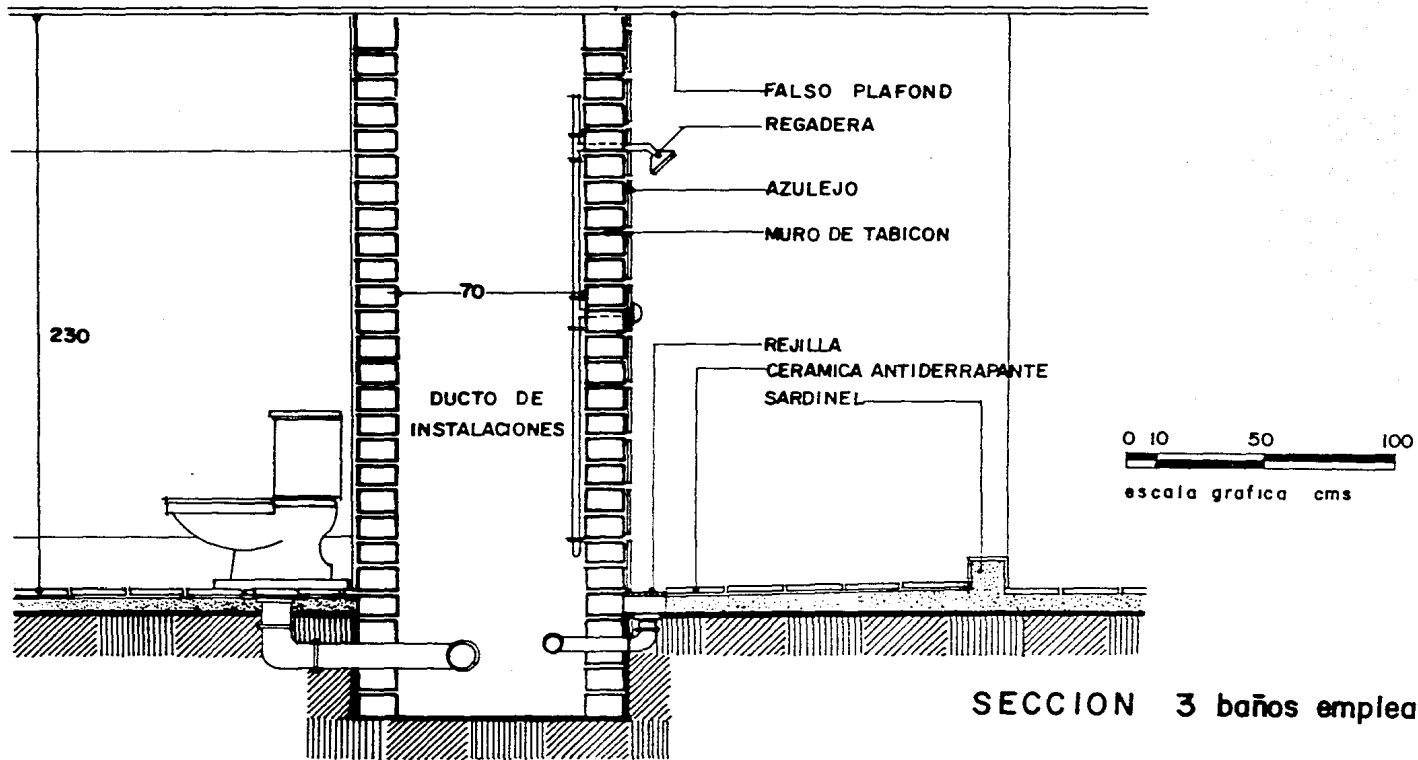 FALSO PLAFOND
REGADERA
AZULEJO
MURO DE TABICON
70
230
REJILLA
CERAMICA ANTIDERRAPANTE
SARDINEL
DUCTO DE
INSTALACIONES
0 10 50 100
escala grafica cms
SECCION 3 baños emplea